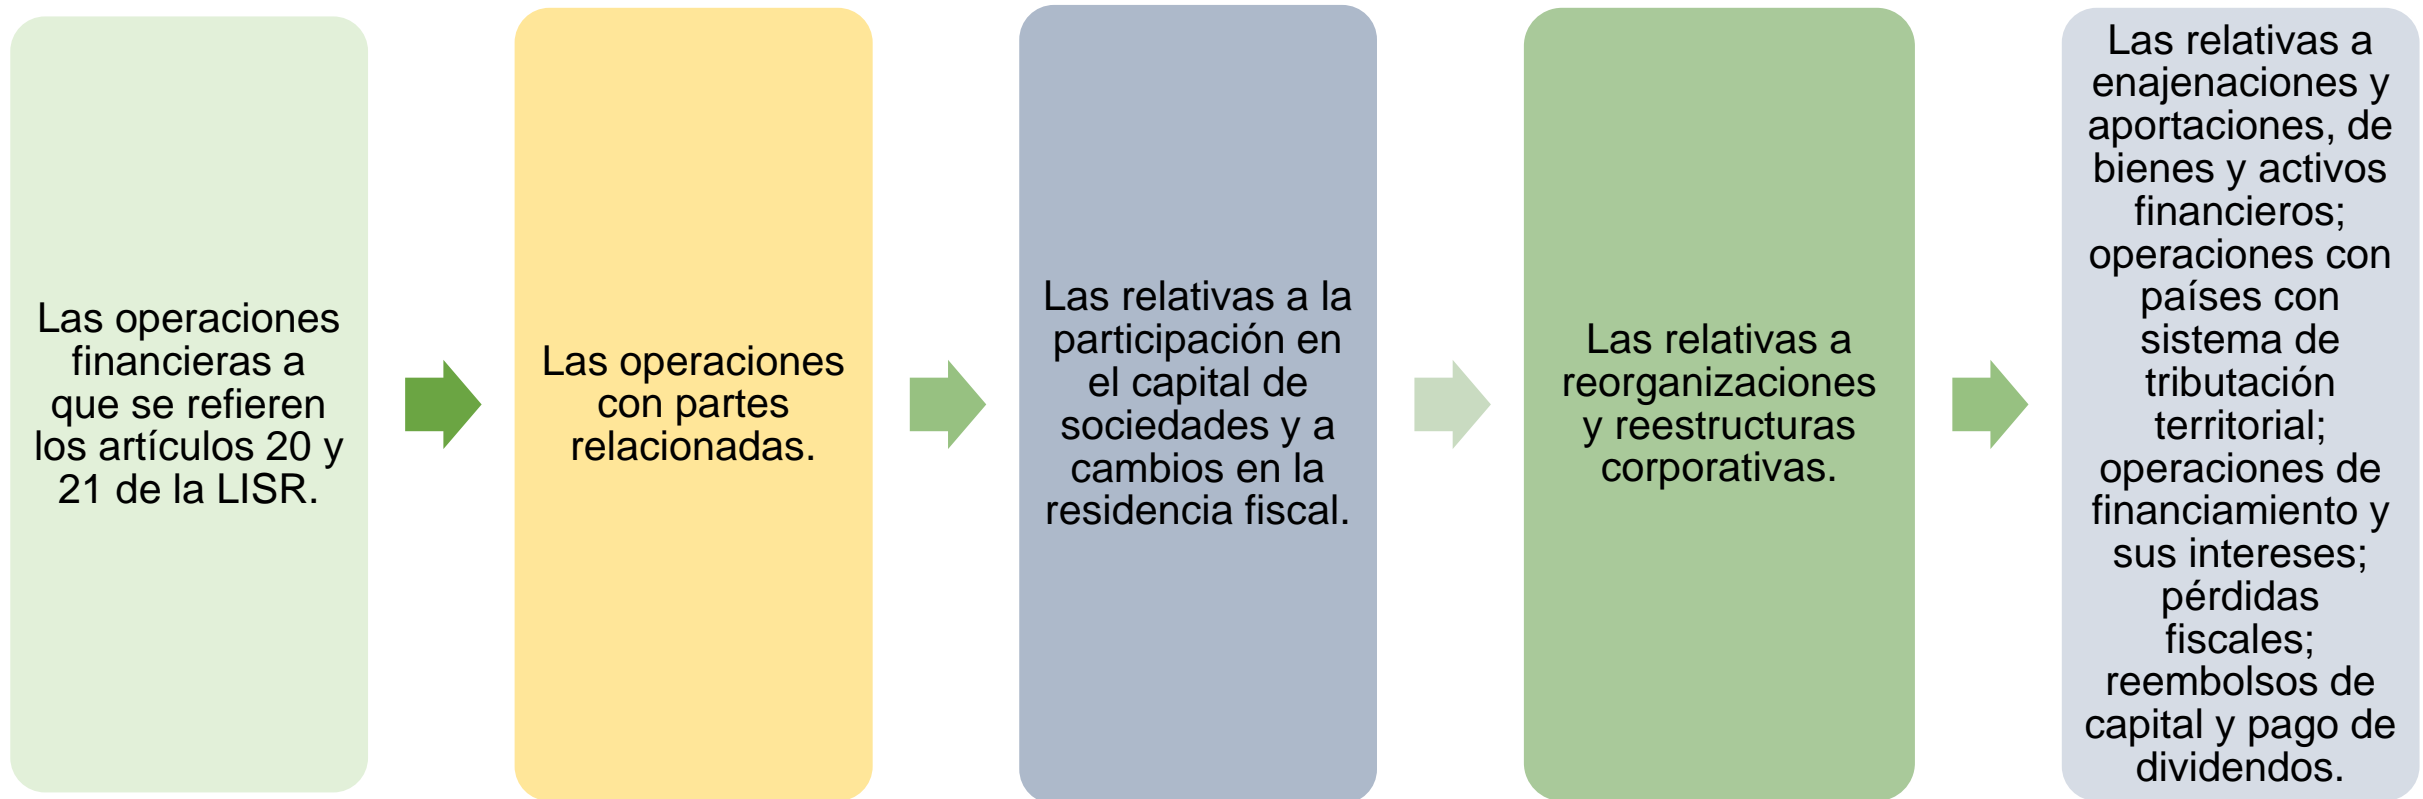 Las operaciones
financieras a
que se refieren
los artículos 20 y
21 de la LISR.
Las operaciones
con partes
relacionadas.
Las relativas a la
participación en
el capital de
sociedades y a
cambios en la
residencia fiscal.
Las relativas a
reorganizaciones
y reestructuras
corporativas.
Las relativas a
enajenaciones y
aportaciones, de
bienes y activos
financieros;
operaciones con
países con
sistema de
tributación
territorial;
operaciones de
financiamiento y
sus intereses;
pérdidas
fiscales;
reembolsos de
capital y pago de
dividendos.